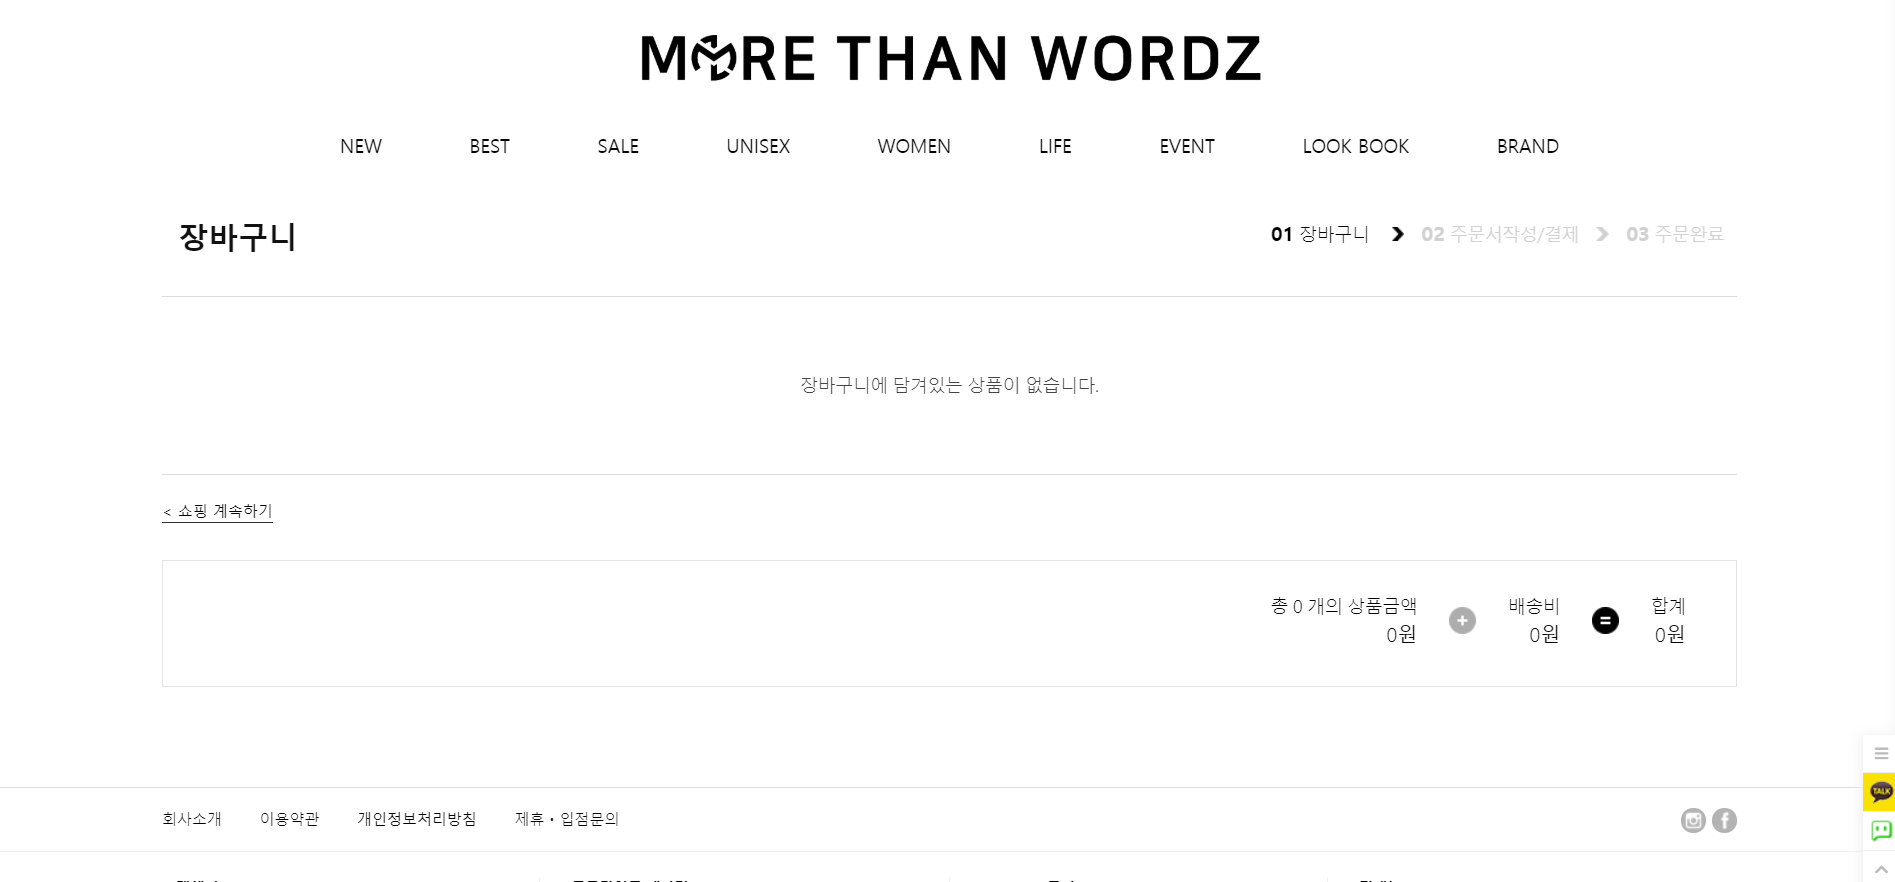 MORE THAN WORDZ
NEW BEST SALE UNISEX WOMEN LIFE EVENT LOOK BOOK BRAND
장바구니
01 장바구니 02 주문서작성/결제 03 주문완료
장바구니에 담겨있는 상품이 없습니다.
< 쇼핑 계속하기
총 0 개의 상품금액 배송비 합계
0원 + 0원 = 0원
회사소개 이용약관 개인정보처리방침 제휴 • 입점문의
TALK